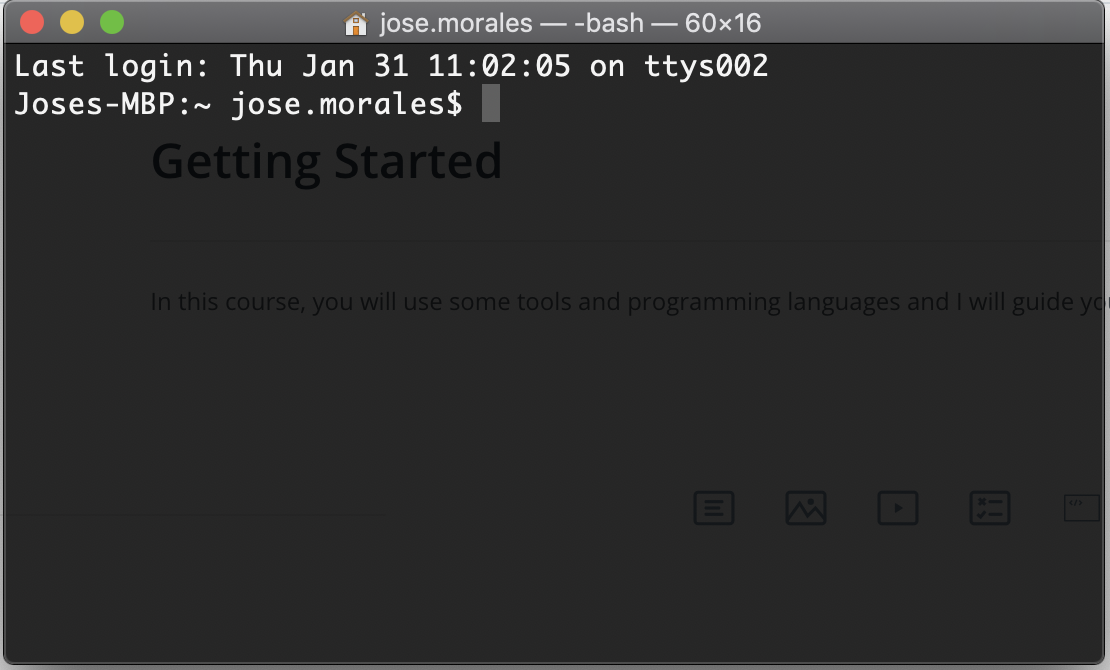 jose.morales — -bash — 60×16
Last login: Thu Jan 31 11:02:05 on ttys002
Joses-MBP:~ jose.morales$
Getting Started
In this course, you will use some tools and programming languages and I will guide yo